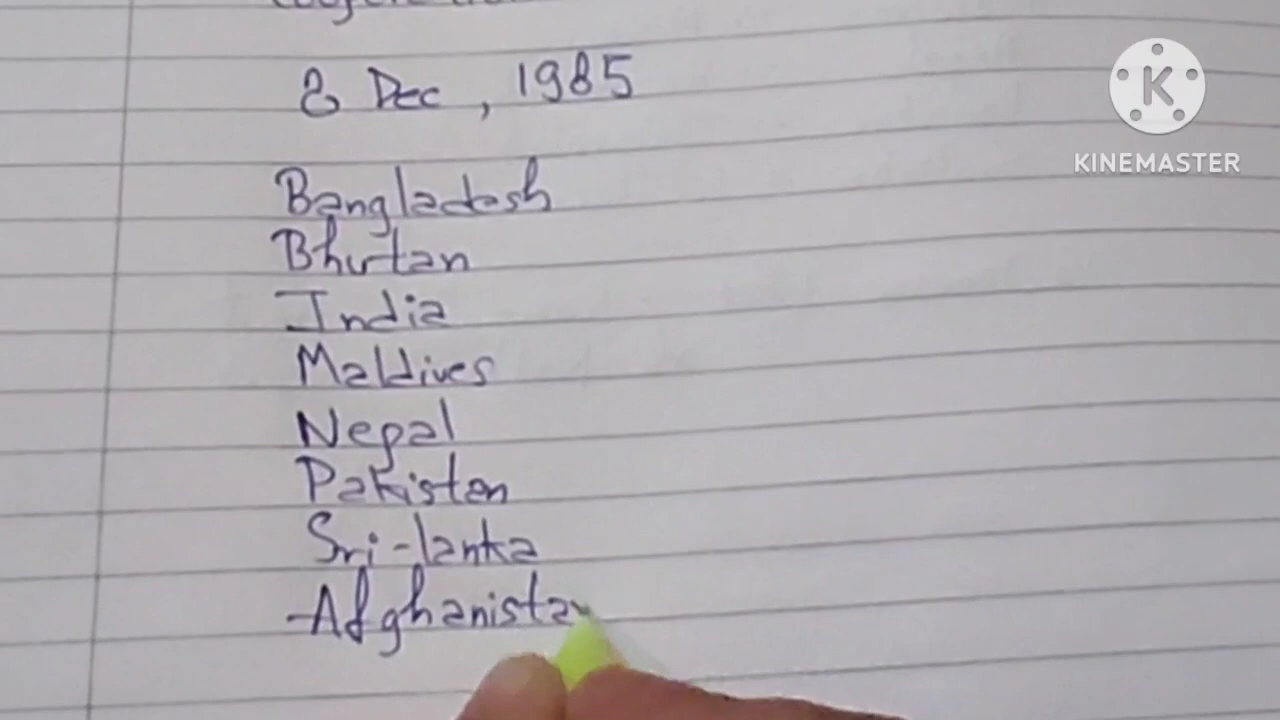 8 Dec, 1985
Bangladesh
Bhutan
India
Maldives
Nepal
Pakistan
Sri-lanka
Afghanistan
K
KINEMASTER